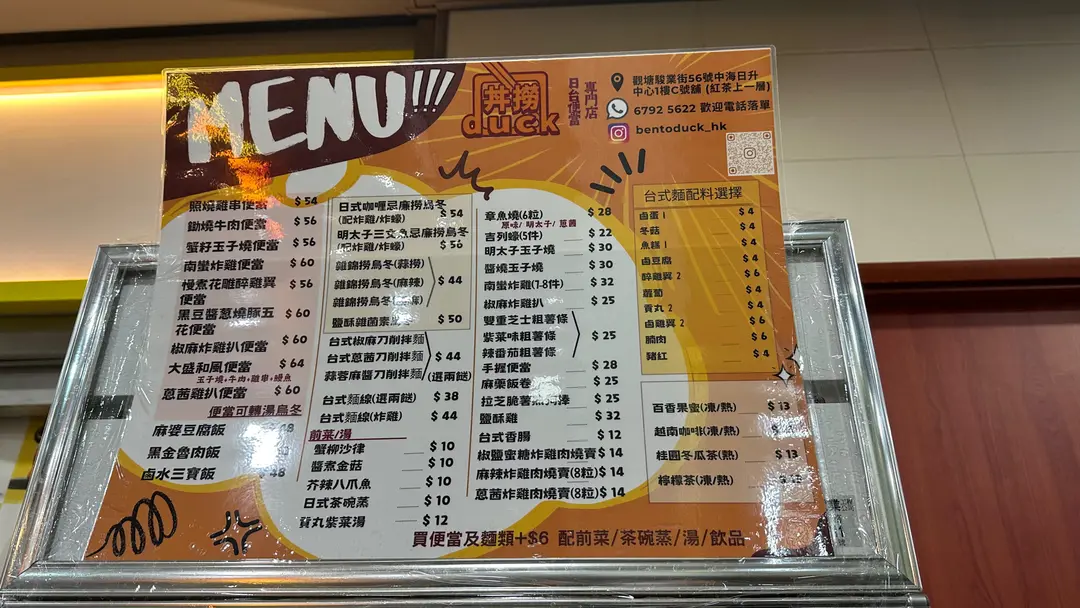 MENU!!!
丼撈
duck
日台便當
專門店
觀塘駿業街56號中海日升
中心1樓C號舖 (紅茶上一層)
6792 5622 歡迎電話落單
bentoduck_hk
照燒雞串便當 $ 54
鋤燒牛肉便當 $ 56
蟹籽玉子燒便當 $ 56
南蠻炸雞便當 $ 60
慢煮花雕醉雞翼
便當 $ 56
黑豆醬蔥燒豚五
花便當 $ 60
椒麻炸雞扒便當 $ 60
大盛和風便當 $ 64
玉子燒+牛肉+雞串+鰻魚
蔥茜雞扒便當 $ 60
便當可轉湯烏冬
麻婆豆腐飯
黑金魯肉飯
鹵水三寶飯
日式咖喱忌廉撈烏冬
(配炸雞/炸蠔) $ 54
明太子三文魚忌廉撈烏冬
(配炸雞/炸蠔) $ 56
雜錦撈烏冬(蒜撈)
雜錦撈烏冬(麻辣) $ 44
雜錦撈烏冬
鹽酥雜菌素 $ 50
台式椒麻刀削拌麵
台式蔥茜刀削拌麵 $ 44
蒜蓉麻醬刀削拌麵 (選兩餸)
台式麵線(選兩餸) $ 38
台式麵線(炸雞) $ 44
前菜/湯
蟹柳沙律 $ 10
醬煮金菇 $ 10
芥辣八爪魚 $ 10
日式茶碗蒸 $ 10
貢丸紫菜湯 $ 12
章魚燒(6粒) $ 28
原味/ 明太子/ 蔥醬
吉列蠔(5件) $ 22
明太子玉子燒 $ 30
醬燒玉子燒 $ 30
南蠻炸雞(7-8件) $ 32
椒麻炸雞扒 $ 25
雙重芝士粗薯條
紫菜味粗薯條 $ 25
辣番茄粗薯條
手握便當 $ 28
麻藥飯卷 $ 25
拉芝脆薯熱狗棒 $ 25
鹽酥雞 $ 32
台式香腸 $ 12
椒鹽蜜糖炸雞肉燒賣 $ 14
麻辣炸雞肉燒賣(8粒) $ 14
蔥茜炸雞肉燒賣(8粒) $ 14
台式麵配料選擇
鹵蛋 1 $ 4
冬菇 $ 4
魚糕 1 $ 4
鹵豆腐 $ 4
醉雞翼 2 $ 6
蘿蔔 $ 4
貢丸 2 $ 4
鹵雞翼 2 $ 6
腩肉 $ 6
豬紅 $ 4
百香果蜜(凍/熱) $ 13
越南咖啡(凍/熱)
桂圓冬瓜茶(熱) $ 13
檸檬茶(凍/熱)
買便當及麵類+$6 配前菜/茶碗蒸/湯/飲品